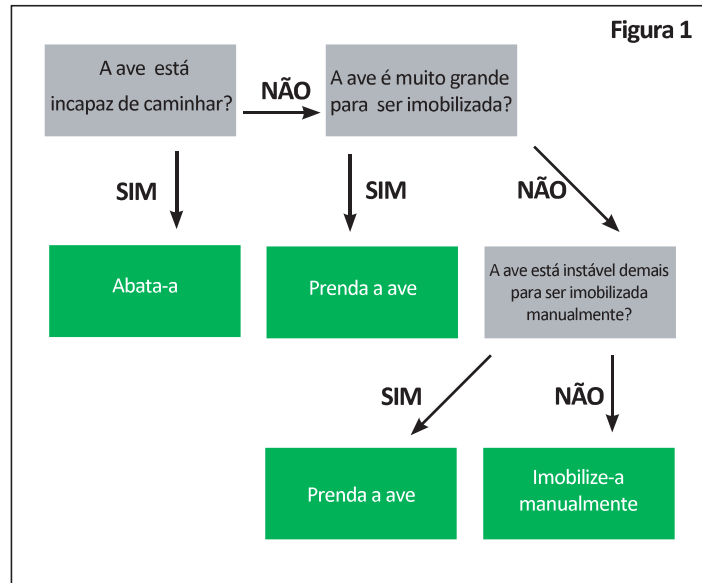 Figura 1
A ave está
incapaz de caminhar?
NÃO
A ave é muito grande
para ser imobilizada?
SIM
SIM
NÃO
Abata-a
Prenda a ave
A ave está instável demais
para ser imobilizada
manualmente?
SIM
NÃO
Prenda a ave
Imobilize-a
manualmente